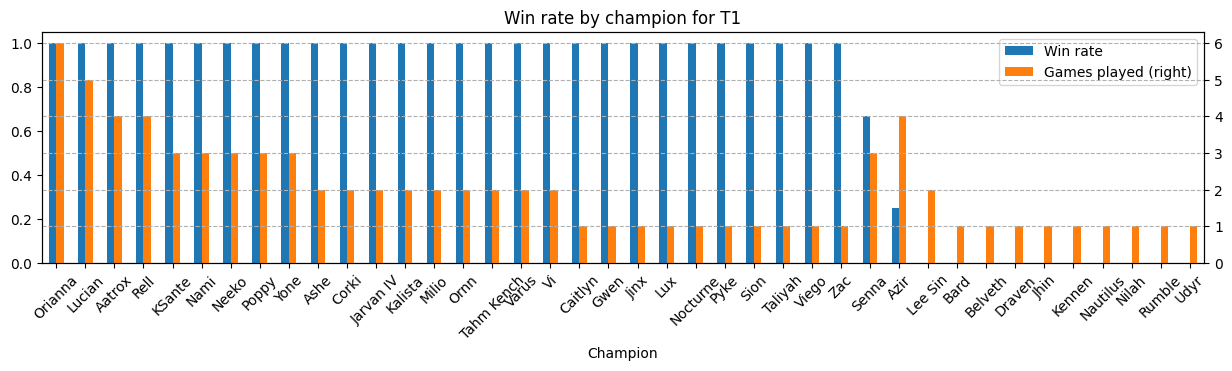 Win rate by champion for T1
Win rate
Games played (right)
1.0
0.8
0.6
0.4
0.2
0.0
6
5
4
3
2
1
0
Orianna
Lucian
Aatrox
Rell
KSante
Nami
Neeko
Poppy
Yone
Ashe
Corki
Jarvan IV
Kalista
Milio
Ornn
Tahm Kench
Varus
Vi
Caitlyn
Gwen
Jinx
Lux
Nocturne
Pyke
Sion
Taliyah
Viego
Zac
Senna
Azir
Lee Sin
Bard
Belveth
Draven
Jhin
Kennen
Nautilus
Nilah
Rumble
Udyr
Champion